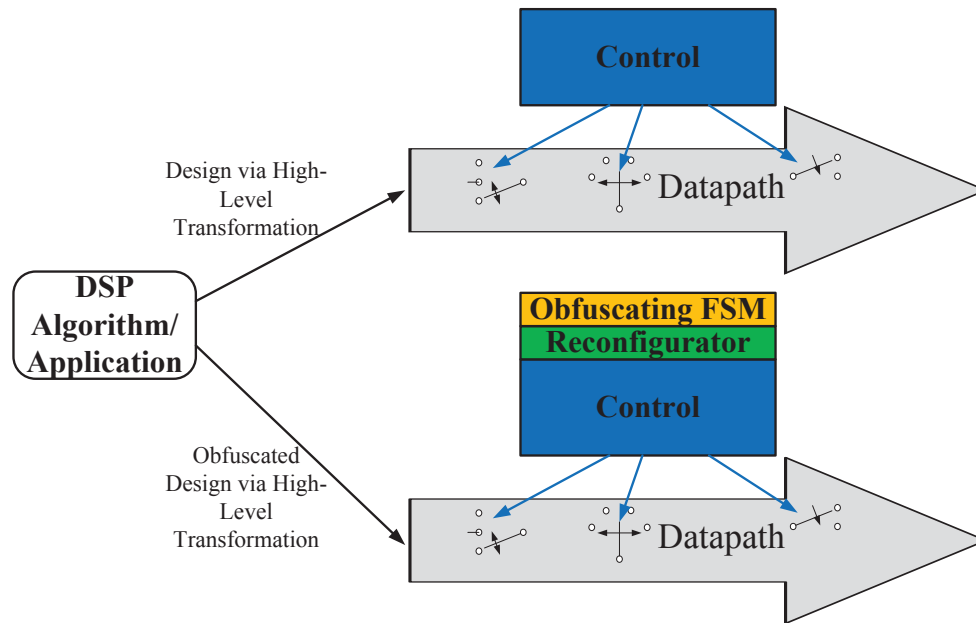 Control
Design via High-
Level
Transformation
Datapath
DSP
Algorithm/
Application
Obfuscating FSM
Reconfigurator
Control
Obfuscated
Design via High-
Level
Transformation
Datapath